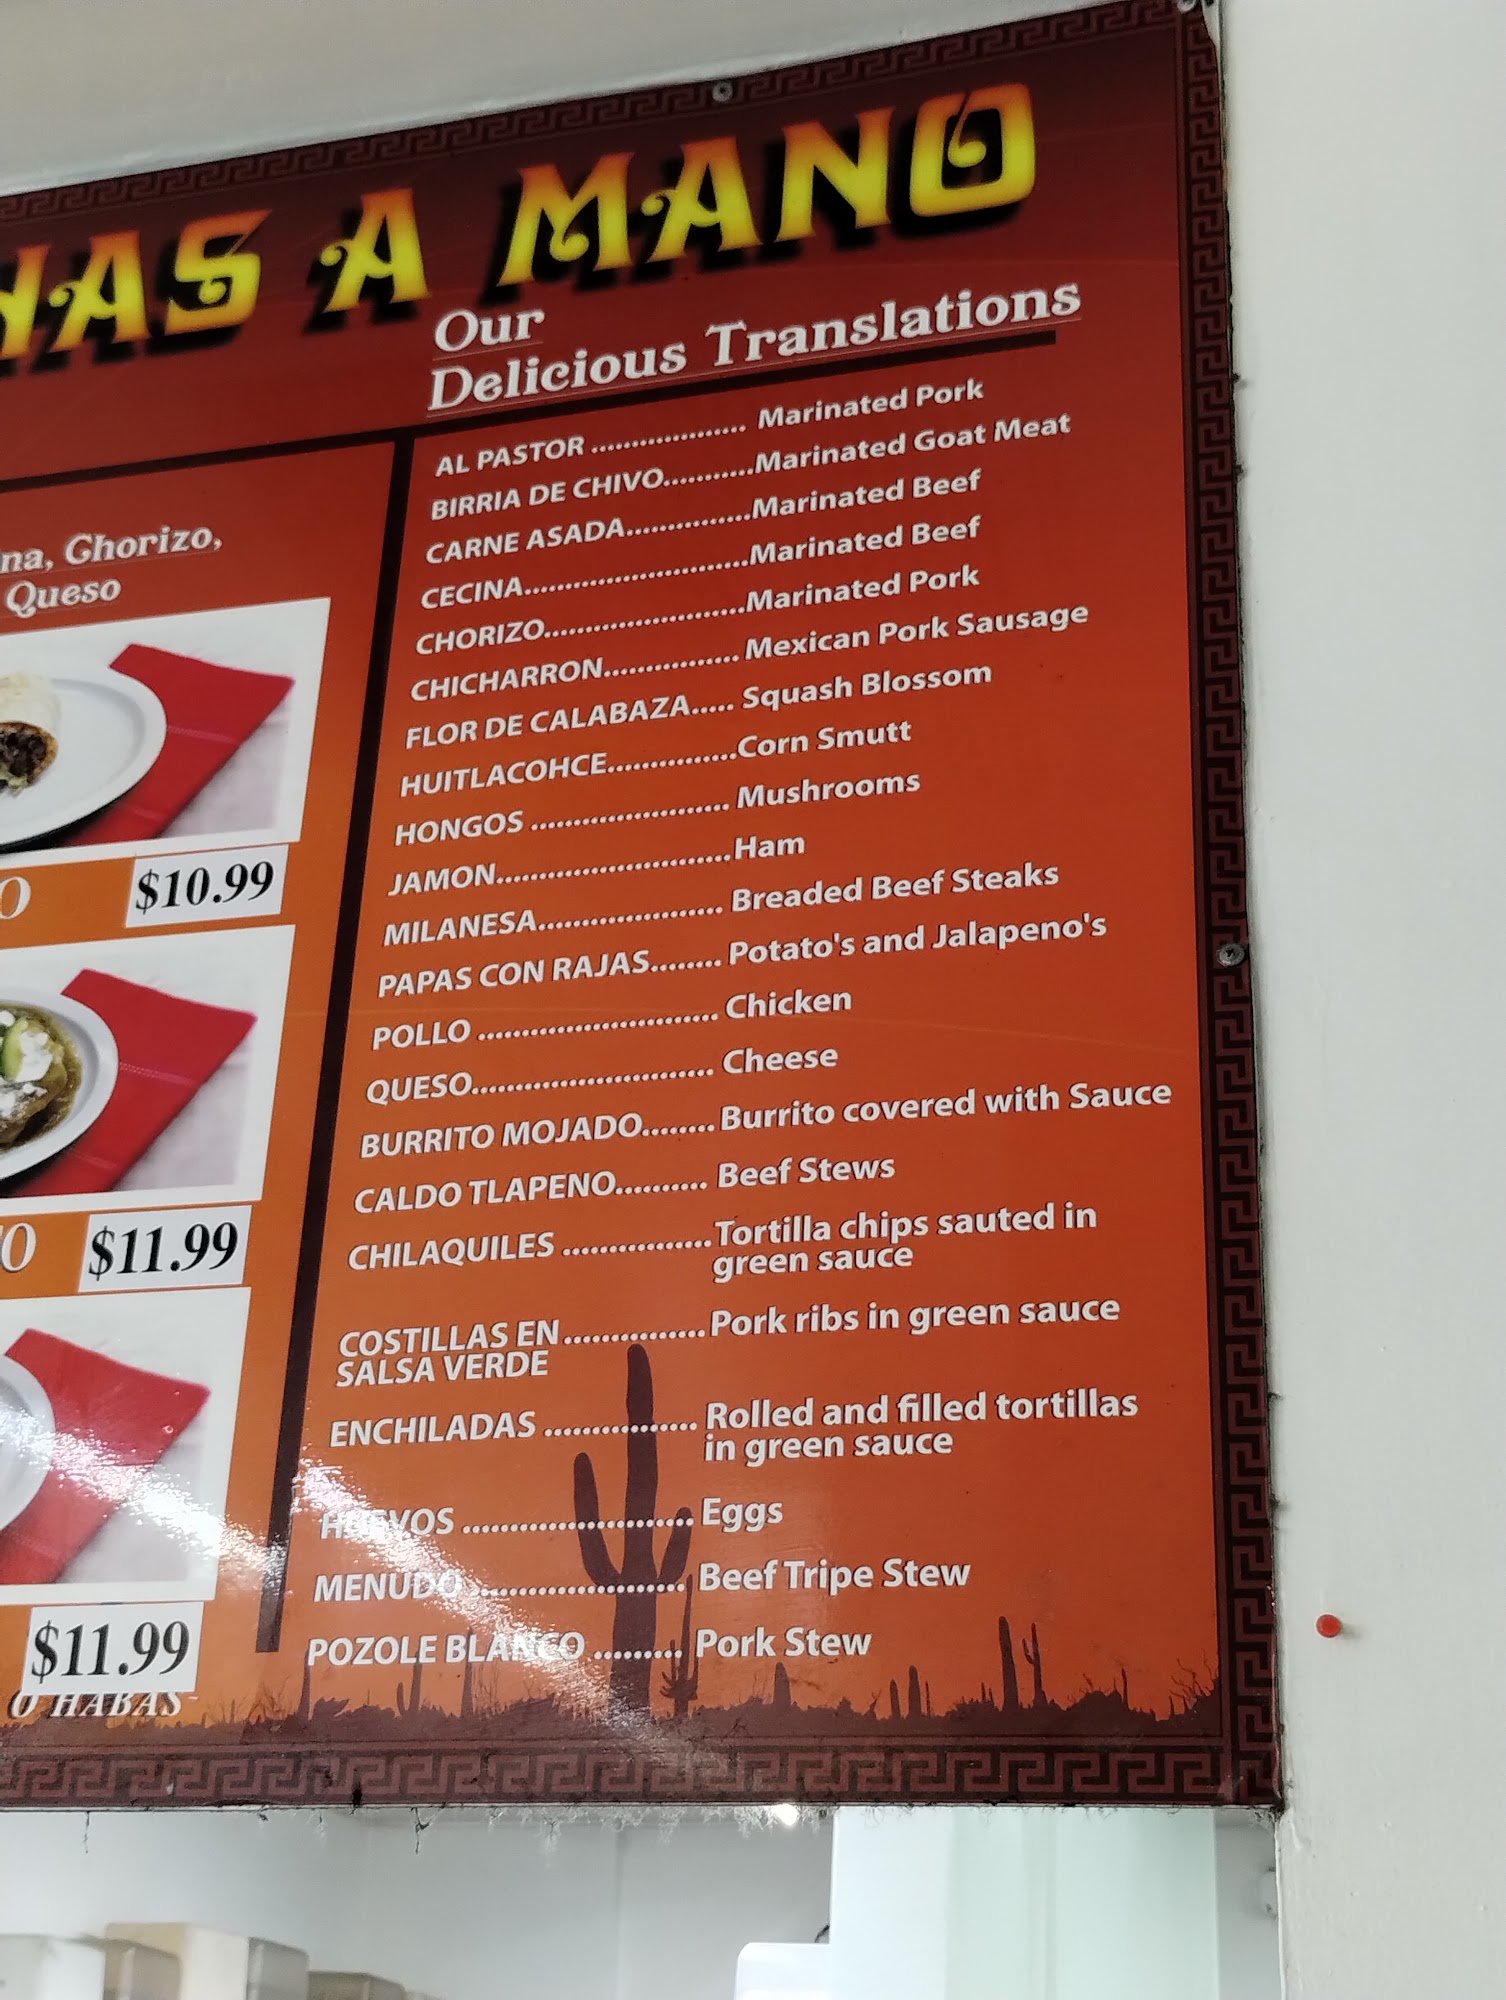 A MANO
Our
Delicious Translations
AL PASTOR ................... Marinated Pork
BIRRIA DE CHIVO...........Marinated Goat Meat
CARNE ASADA...............Marinated Beef
CECINA...........................Marinated Beef
CHORIZO........................Marinated Pork
CHICHARRON................ Mexican Pork Sausage
FLOR DE CALABAZA..... Squash Blossom
HUITLACOHCE...............Corn Smutt
HONGOS ........................ Mushrooms
JAMON............................Ham
MILANESA...................... Breaded Beef Steaks
PAPAS CON RAJAS........ Potato's and Jalapeno's
POLLO ............................ Chicken
QUESO............................ Cheese
BURRITO MOJADO........ Burrito covered with Sauce
CALDO TLAPENO.......... Beef Stews
CHILAQUILES ................Tortilla chips sauted in
green sauce
COSTILLAS EN...............Pork ribs in green sauce
SALSA VERDE
ENCHILADAS ................ Rolled and filled tortillas
in green sauce
HUEVOS ........................ Eggs
MENUDO ...................... Beef Tripe Stew
POZOLE BLANCO ......... Pork Stew
Chorizo,
Queso
$10.99
$11.99
$11.99
O HABAS